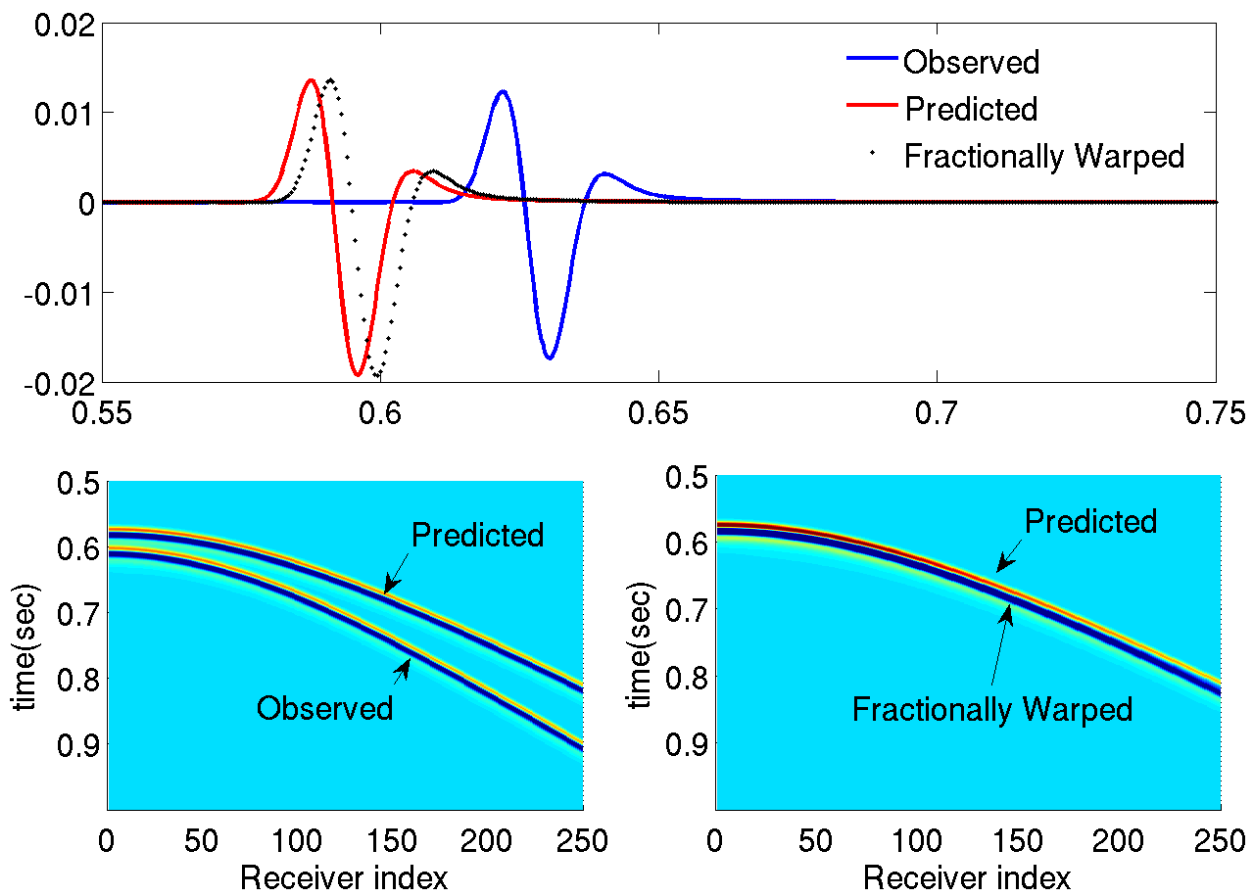 0.02
0.01
0
-0.01
-0.02
0.55 0.6 0.65 0.7 0.75
Observed
Predicted
Fractionally Warped
0.5
0.6
0.7
0.8
0.9
time(sec)
Predicted
Observed
0 50 100 150 200 250
Receiver index
0.5
0.6
0.7
0.8
0.9
time(sec)
Predicted
Fractionally Warped
0 50 100 150 200 250
Receiver index